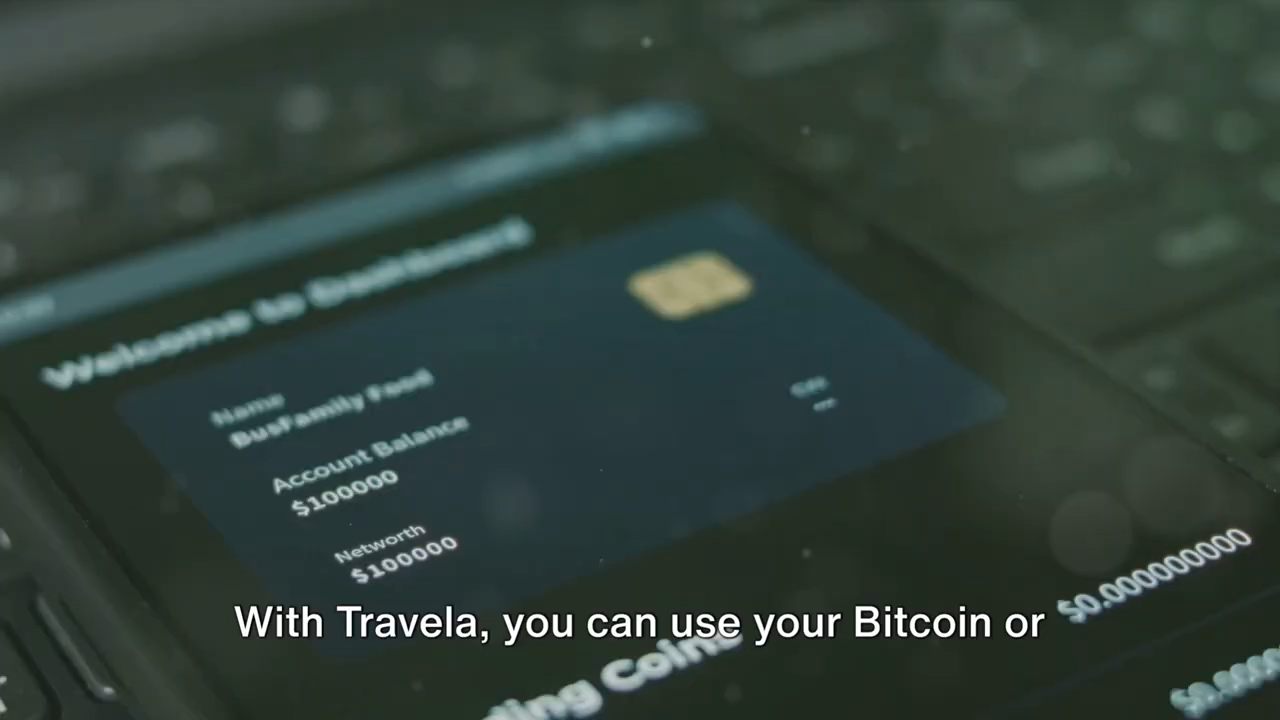 Welcome to Dashboard
Name
BusFamily Food
Account Balance
$100000
Networth
$100000
$0.000000000
With Travela, you can use your Bitcoin or
Coins